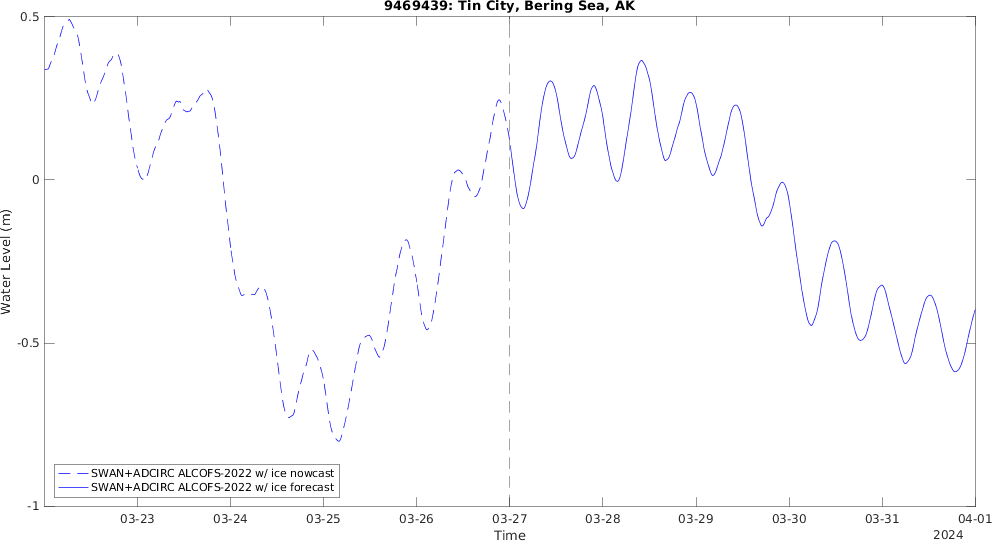 9469439: Tin City, Bering Sea, AK
0.5
0
-0.5
-1
Water Level (m)
SWAN+ADCIRC ALCOFS-2022 w/ ice nowcast
SWAN+ADCIRC ALCOFS-2022 w/ ice forecast
03-23 03-24 03-25 03-26 03-27 03-28 03-29 03-30 03-31 04-01
Time
2024